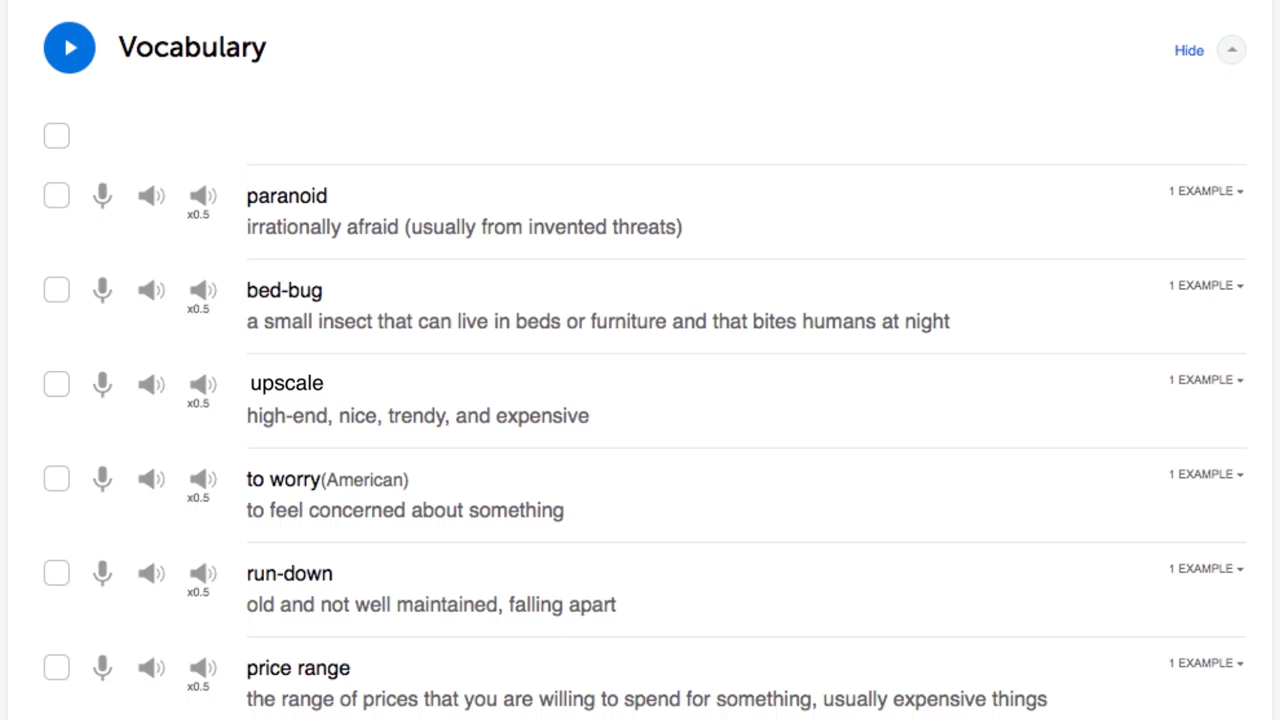 Vocabulary
Hide
paranoid
1 EXAMPLE
irrationally afraid (usually from invented threats)
x0.5
bed-bug
1 EXAMPLE
a small insect that can live in beds or furniture and that bites humans at night
x0.5
upscale
1 EXAMPLE
high-end, nice, trendy, and expensive
x0.5
to worry(American)
1 EXAMPLE
to feel concerned about something
x0.5
run-down
1 EXAMPLE
old and not well maintained, falling apart
x0.5
price range
1 EXAMPLE
the range of prices that you are willing to spend for something, usually expensive things
x0.5